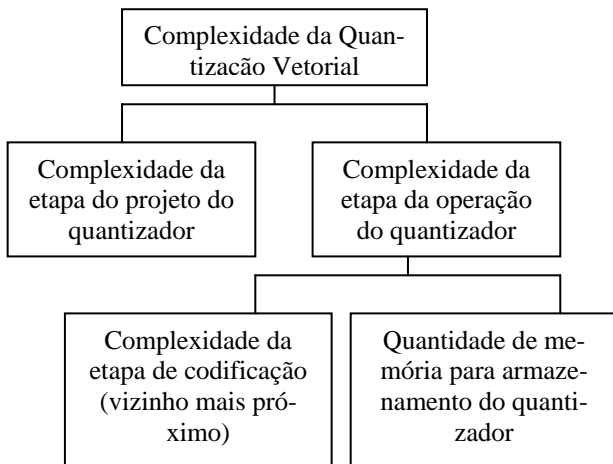 Complexidade da Quan-
tizacão Vetorial
Complexidade da
etapa do projeto do
quantizador
Complexidade da
etapa da operação
do quantizador
Complexidade da
etapa de codificação
(vizinho mais pró-
ximo)
Quantidade de me-
mória para armaze-
namento do quanti-
zador